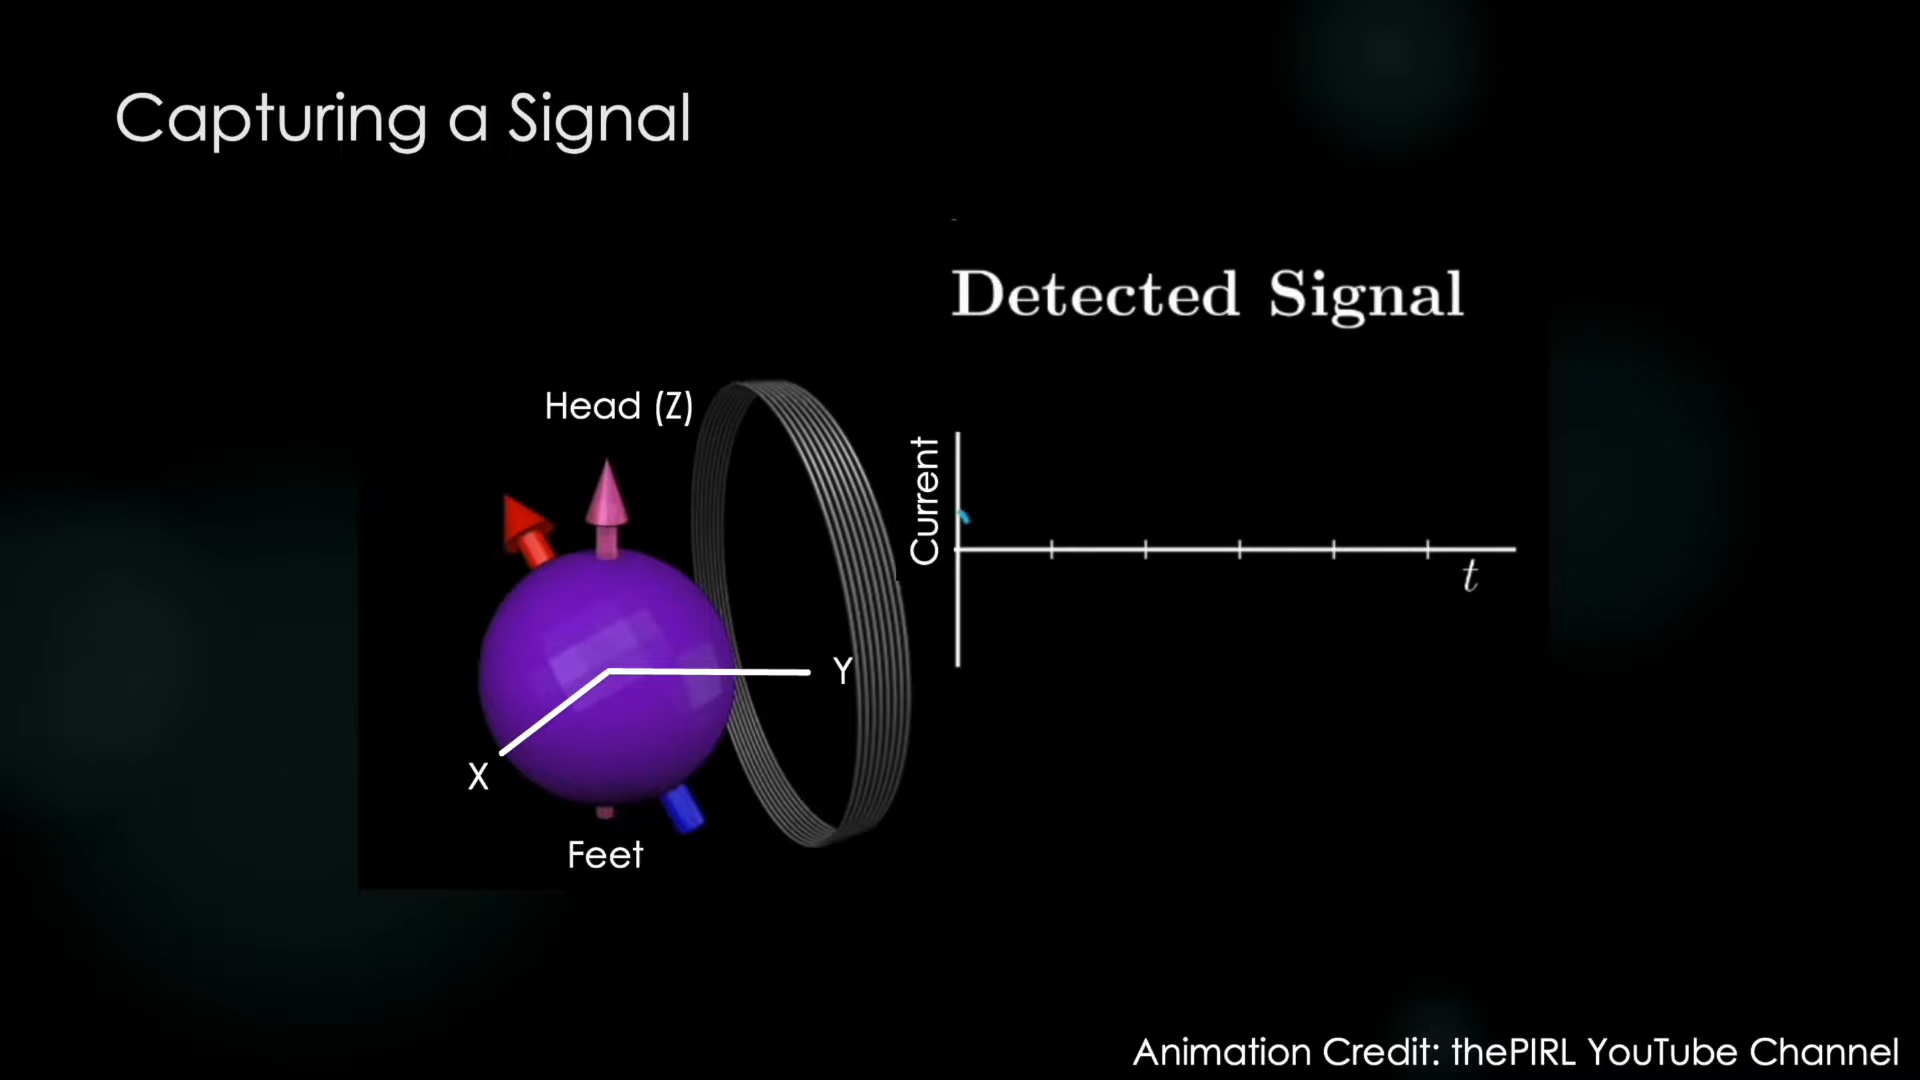 Capturing a Signal
Detected Signal
Head (Z)
Current
t
Y
X
Feet
Animation Credit: thePIRL YouTube Channel